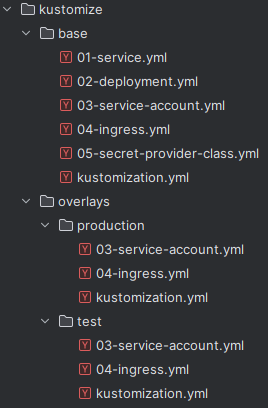 kustomize
base
01-service.yml
02-deployment.yml
03-service-account.yml
04-ingress.yml
05-secret-provider-class.yml
kustomization.yml
overlays
production
03-service-account.yml
04-ingress.yml
kustomization.yml
test
03-service-account.yml
04-ingress.yml
kustomization.yml